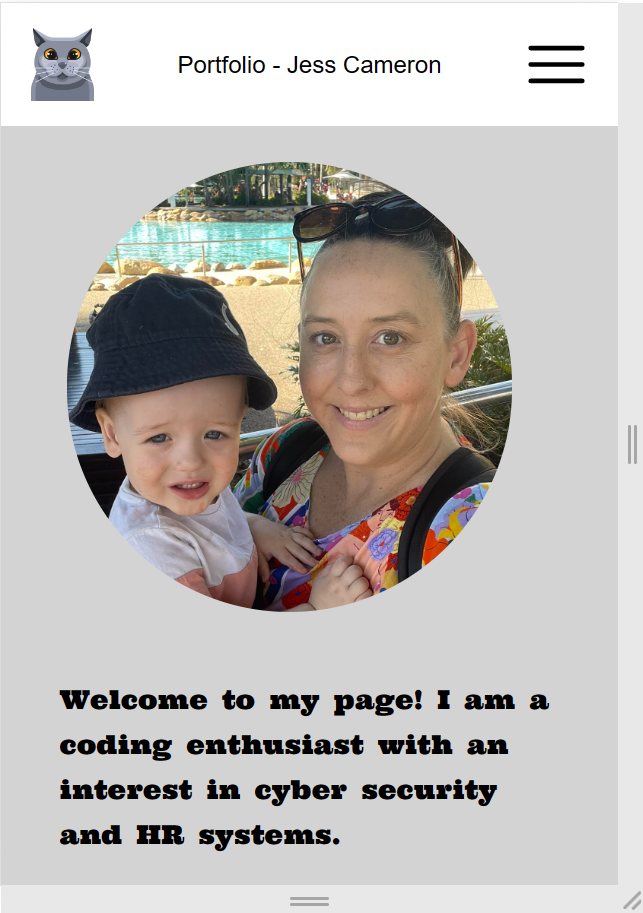 Portfolio - Jess Cameron
Welcome to my page! I am a
coding enthusiast with an
interest in cyber security
and HR systems.